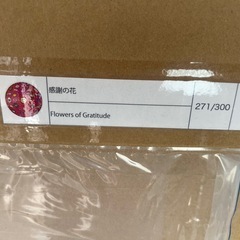 感謝の花
271/300
Flowers of Gratitude